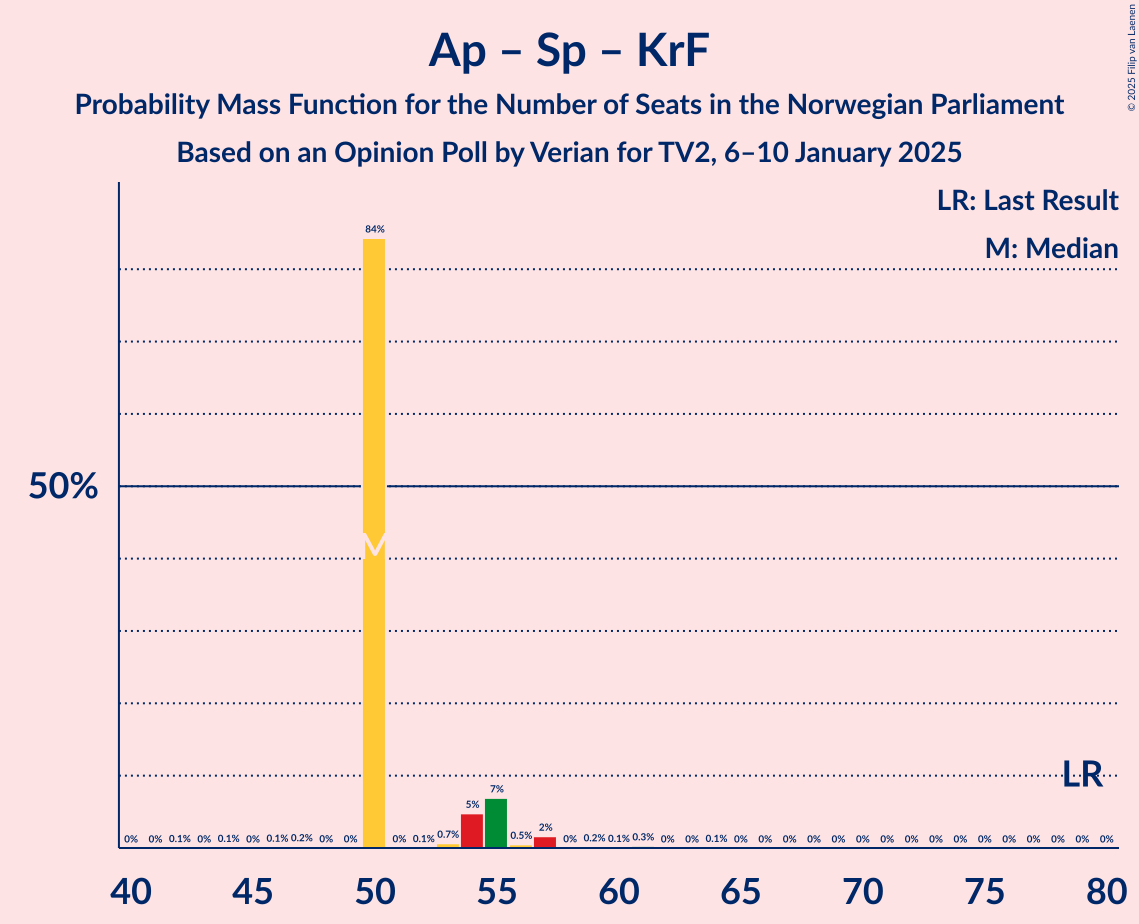 © 2025 Filip van Laenen
Ap – Sp – KrF
Probability Mass Function for the Number of Seats in the Norwegian Parliament
Based on an Opinion Poll by Verian for TV2, 6–10 January 2025
LR: Last Result
M: Median
84%
50%
M
LR
0% 0% 0.1% 0% 0.1% 0% 0.1% 0.2% 0% 0% 0% 0.1% 0.7% 5% 7% 0.5% 2% 0% 0.2% 0.1% 0.3% 0% 0% 0.1% 0% 0% 0% 0% 0% 0% 0% 0% 0% 0% 0% 0% 0% 0% 0% 0%
40 45 50 55 60 65 70 75 80